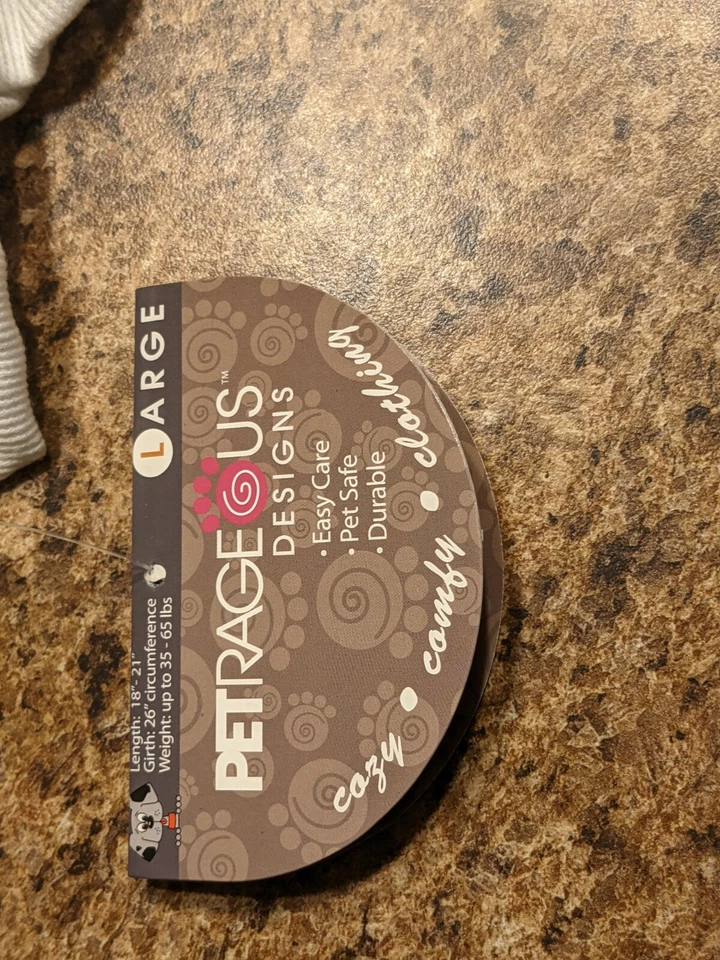 Length: 18"- 21"
Girth: 26" circumference
Weight: up to 35 - 65 lbs
L LARGE
PETRAGEOUS™
DESIGNS
· Easy Care
· Pet Safe
· Durable
cozy • comfy • clothing